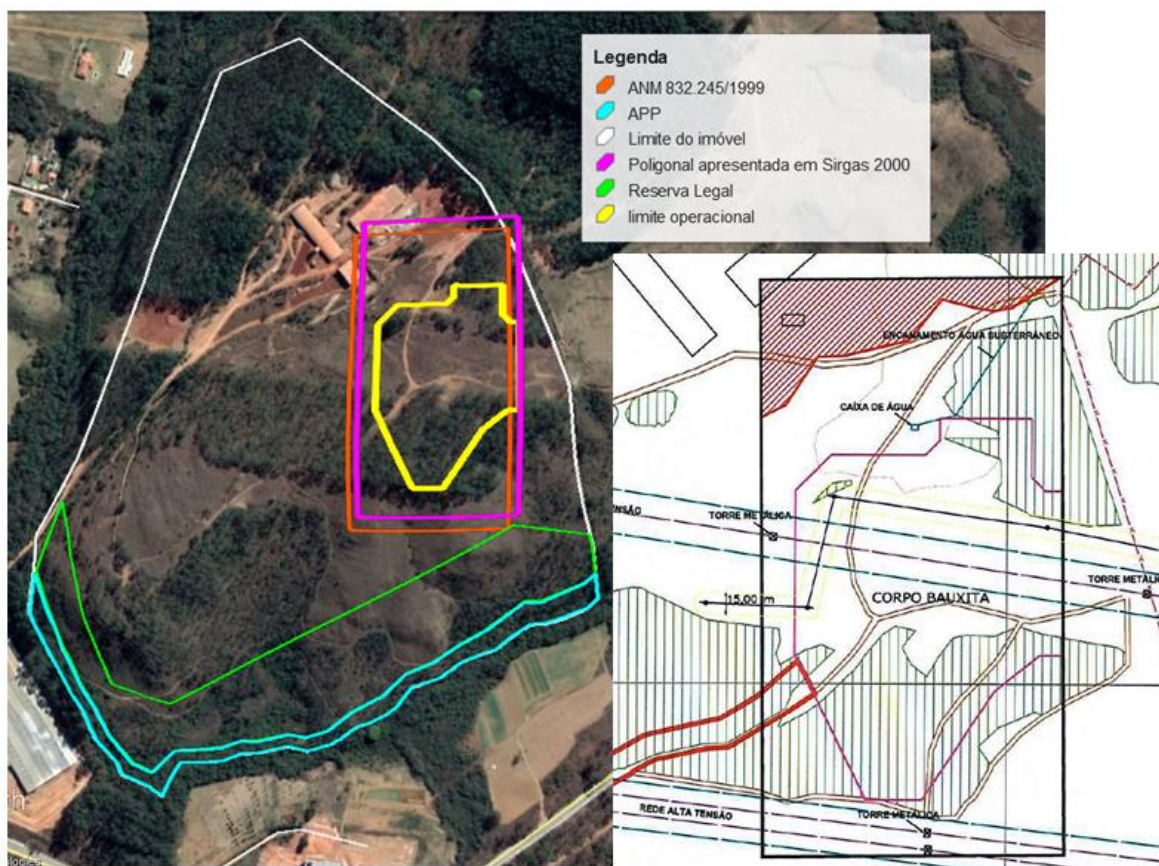 Legenda
ANM 832.245/1999
APP
Limite do imóvel
Poligonal apresentada em Sirgas 2000
Reserva Legal
limite operacional
ENCANAMENTO ÁGUA SUBTERRÂNEO
CAÍXA DE ÁGUA
TENSÃO
TORRE METÁLICA
TORRE METÁLI
15,00 m
CORPO BAUXITA
REDE ALTA TENSÃO
TORRE METÁLICA